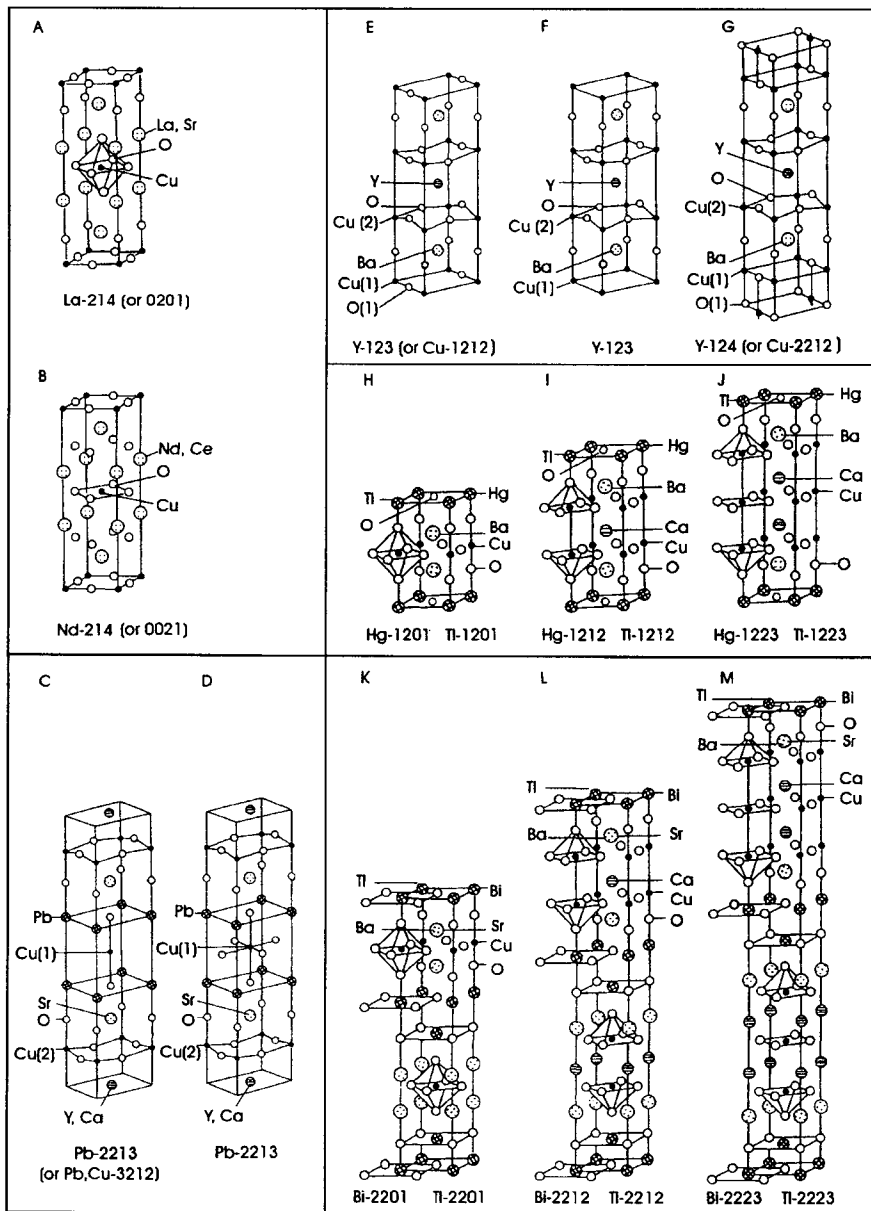 A
La, Sr
O
Cu
La-214 (or 0201)
B
Nd, Ce
O
Cu
Nd-214 (or 0021)
E
F
G
Y
O
Cu (2)
Ba
Cu(1)
O(1)
Y-123 (or Cu-1212)
Y
O
Cu (2)
Ba
Cu(1)
Y-123
Y
O
Cu(2)
Ba
Cu(1)
O(1)
Y-124 (or Cu-2212)
H
I
J
Tl
Hg
O
Ba
Cu
O
Hg-1201 Tl-1201
Tl
Hg
O
Ba
Ca
Cu
O
Hg-1212 Tl-1212
Tl
Hg
O
Ba
Ca
Cu
O
Hg-1223 Tl-1223
C
D
Pb
Cu(1)
Sr
O
Cu(2)
Y, Ca
Pb-2213
(or Pb,Cu-3212)
Pb
Cu(1)
Sr
O
Cu(2)
Y, Ca
Pb-2213
K
L
M
Tl
Bi
Ba
Sr
Cu
O
Bi-2201 Tl-2201
Tl
Bi
Ba
Sr
Ca
Cu
O
Bi-2212 Tl-2212
Tl
Bi
O
Ba
Sr
Ca
Cu
Bi-2223 Tl-2223